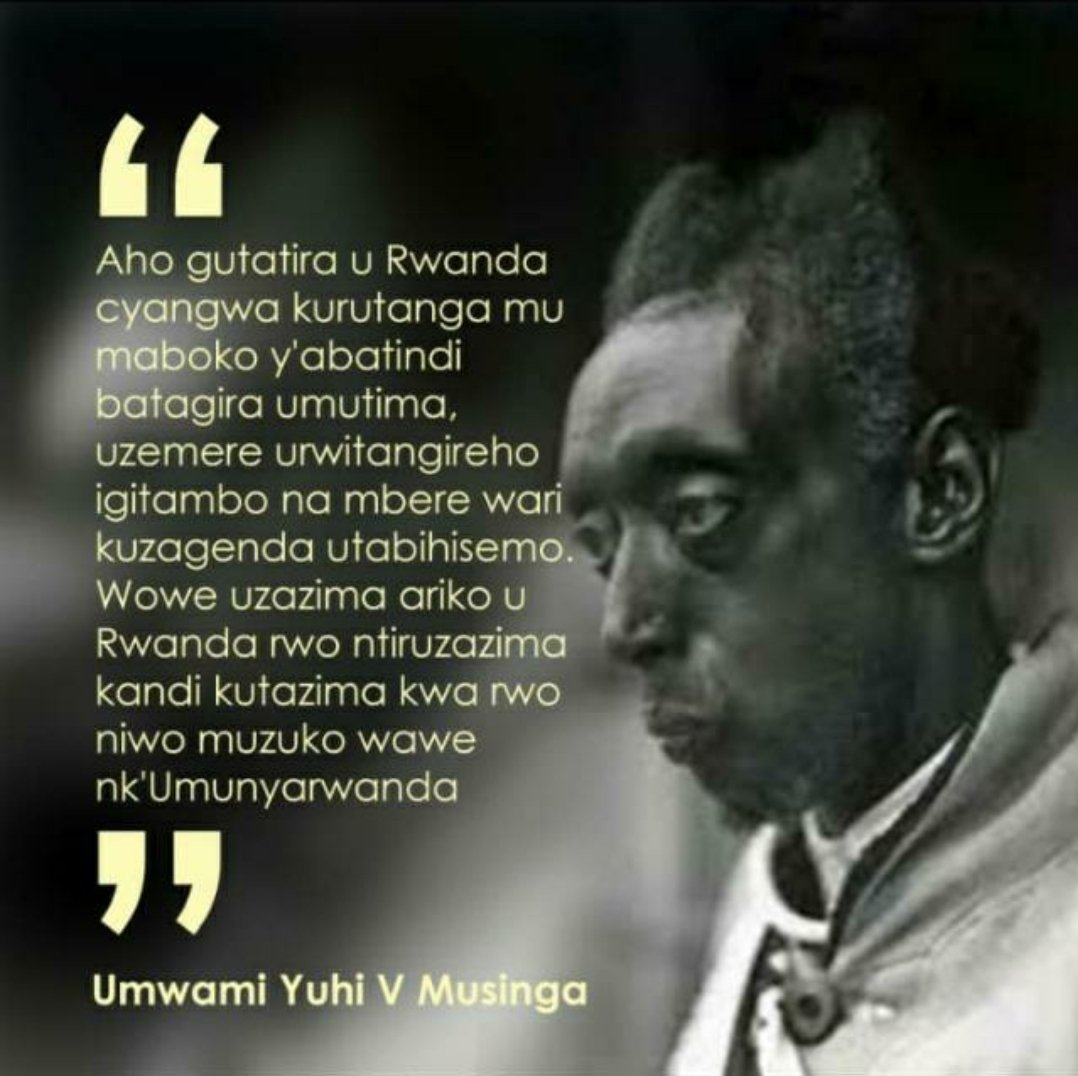 “
Aho gutatira u Rwanda
cyangwa kurutanga mu
maboko y'abatindi
batagira umutima,
uzemere urwitangireho
igitambo na mbere wari
kuzagenda utabihisemo.
Wowe uzazima ariko u
Rwanda rwo ntiruzazima
kandi kutazima kwa rwo
niwo muzuko wawe
nk'Umunyarwanda
”
Umwami Yuhi V Musinga